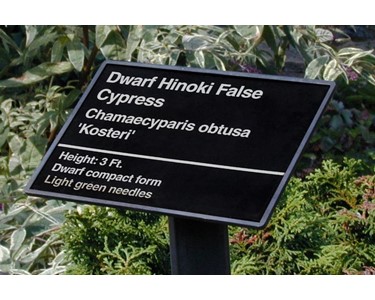 Dwarf Hinoki False
Cypress
Chamaecyparis obtusa
'Kosteri'
Height: 3 Ft.
Dwarf compact form
Light green needles